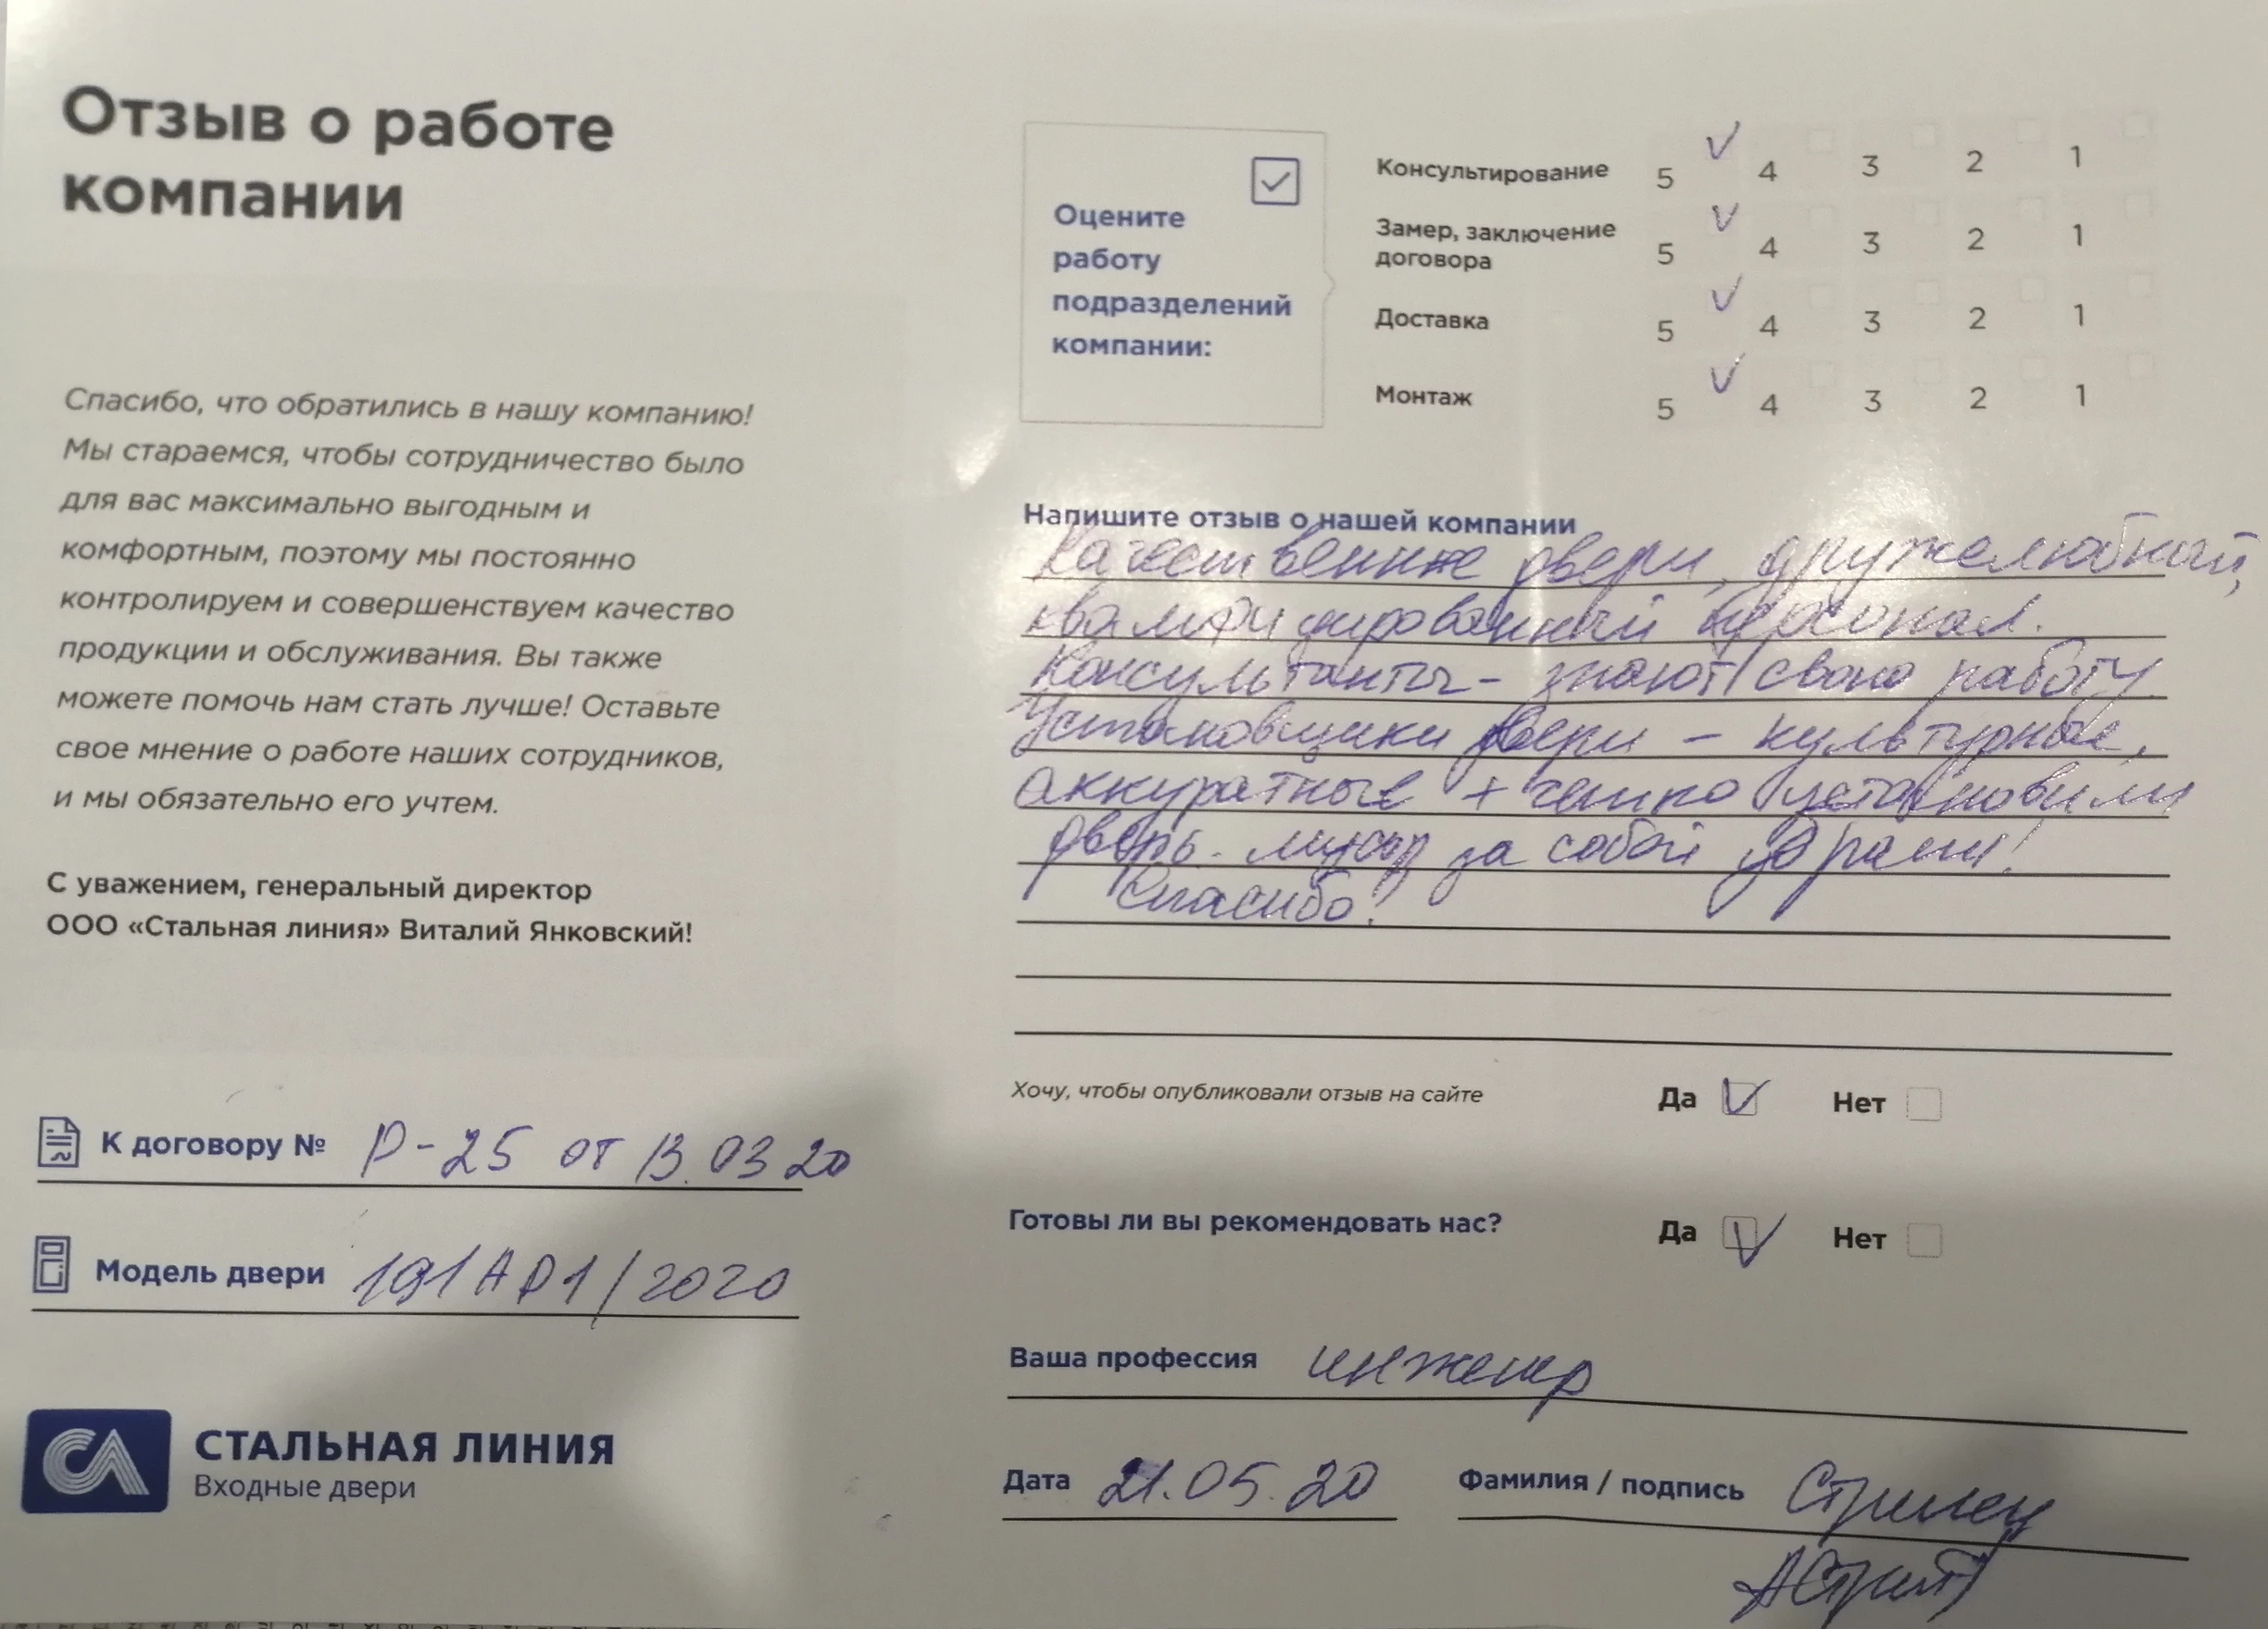 Отзыв о работе
компании
Спасибо, что обратились в нашу компанию!
Мы стараемся, чтобы сотрудничество было
для вас максимально выгодным и
комфортным, поэтому мы постоянно
контролируем и совершенствуем качество
продукции и обслуживания. Вы также
можете помочь нам стать лучше! Оставьте
свое мнение о работе наших сотрудников,
и мы обязательно его учтем.
С уважением, генеральный директор
ООО «Стальная линия» Виталий Янковский!
К договору № Р-25 от 13.03 20
Модель двери 191АР1/2020
СТАЛЬНАЯ ЛИНИЯ
Входные двери
Оцените
работу
подразделений
компании:
Консультирование 5 4 3 2 1
Замер, заключение
договора 5 4 3 2 1
Доставка 5 4 3 2 1
Монтаж 5 4 3 2 1
Напишите отзыв о нашей компании
Качественные двери, дружелюбный,
квалифицированный персонал.
Консультанты - знают свою работу.
Установщики двери - культурные,
аккуратные + четко установили
дверь. мусор за собой убрали!
Спасибо!
Хочу, чтобы опубликовали отзыв на сайте Да Нет
Готовы ли вы рекомендовать нас? Да Нет
Ваша профессия инженер
Дата 21.05.20 Фамилия / подпись Стрилец